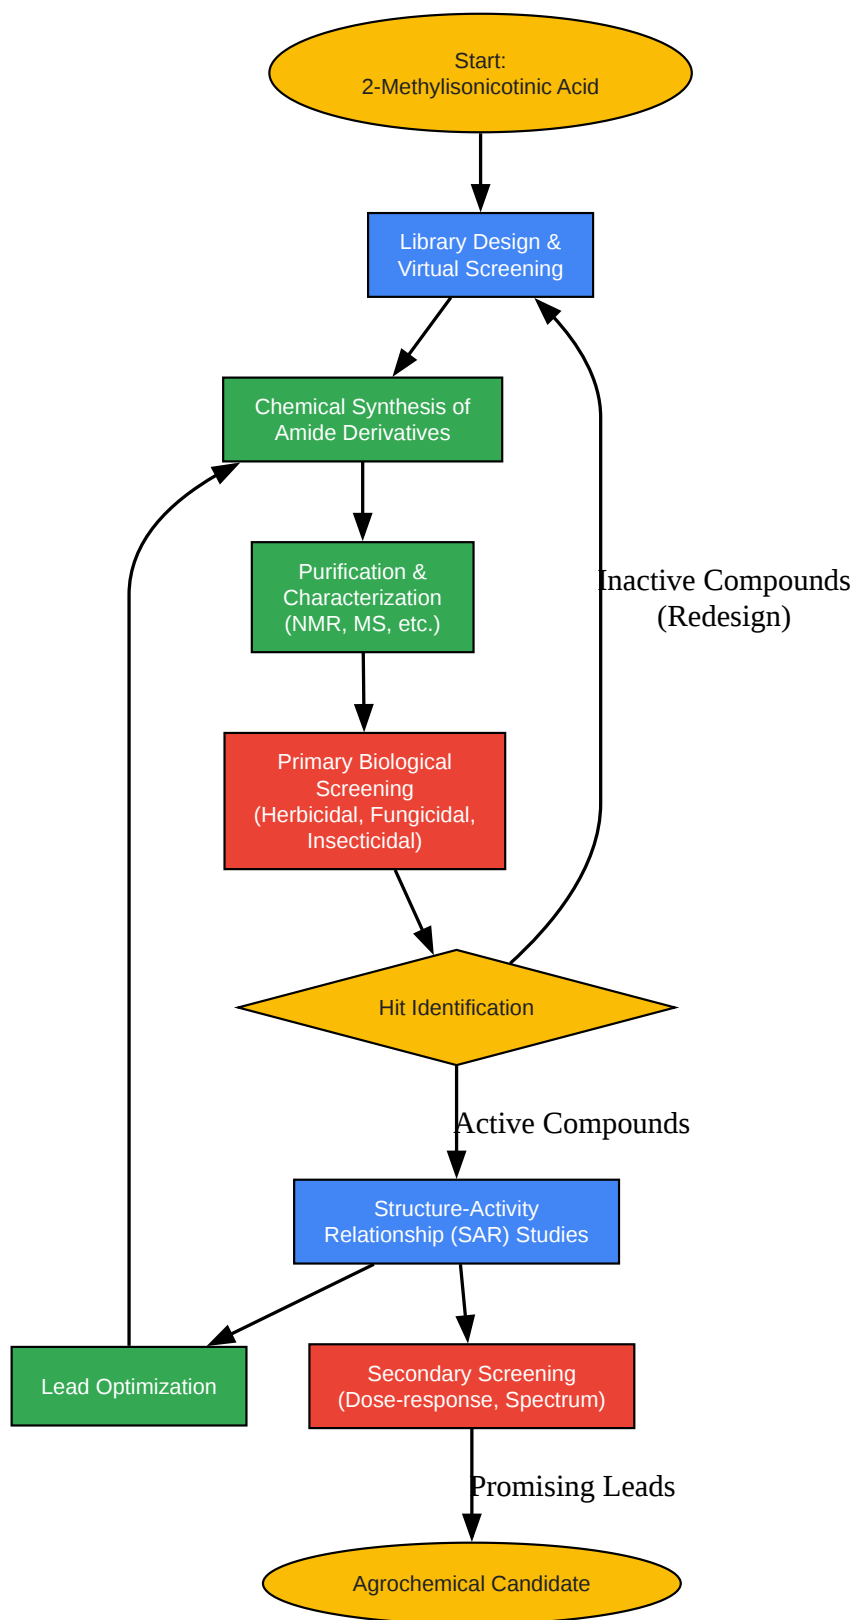 Start:
2-Methylisonicotinic Acid
Library Design &
Virtual Screening
Chemical Synthesis of
Amide Derivatives
Purification &
Characterization
(NMR, MS, etc.)
Inactive Compounds
(Redesign)
Primary Biological
Screening
(Herbicidal, Fungicidal,
Insecticidal)
Hit Identification
Active Compounds
Structure-Activity
Relationship (SAR) Studies
Lead Optimization
Secondary Screening
(Dose-response, Spectrum)
Promising Leads
Agrochemical Candidate